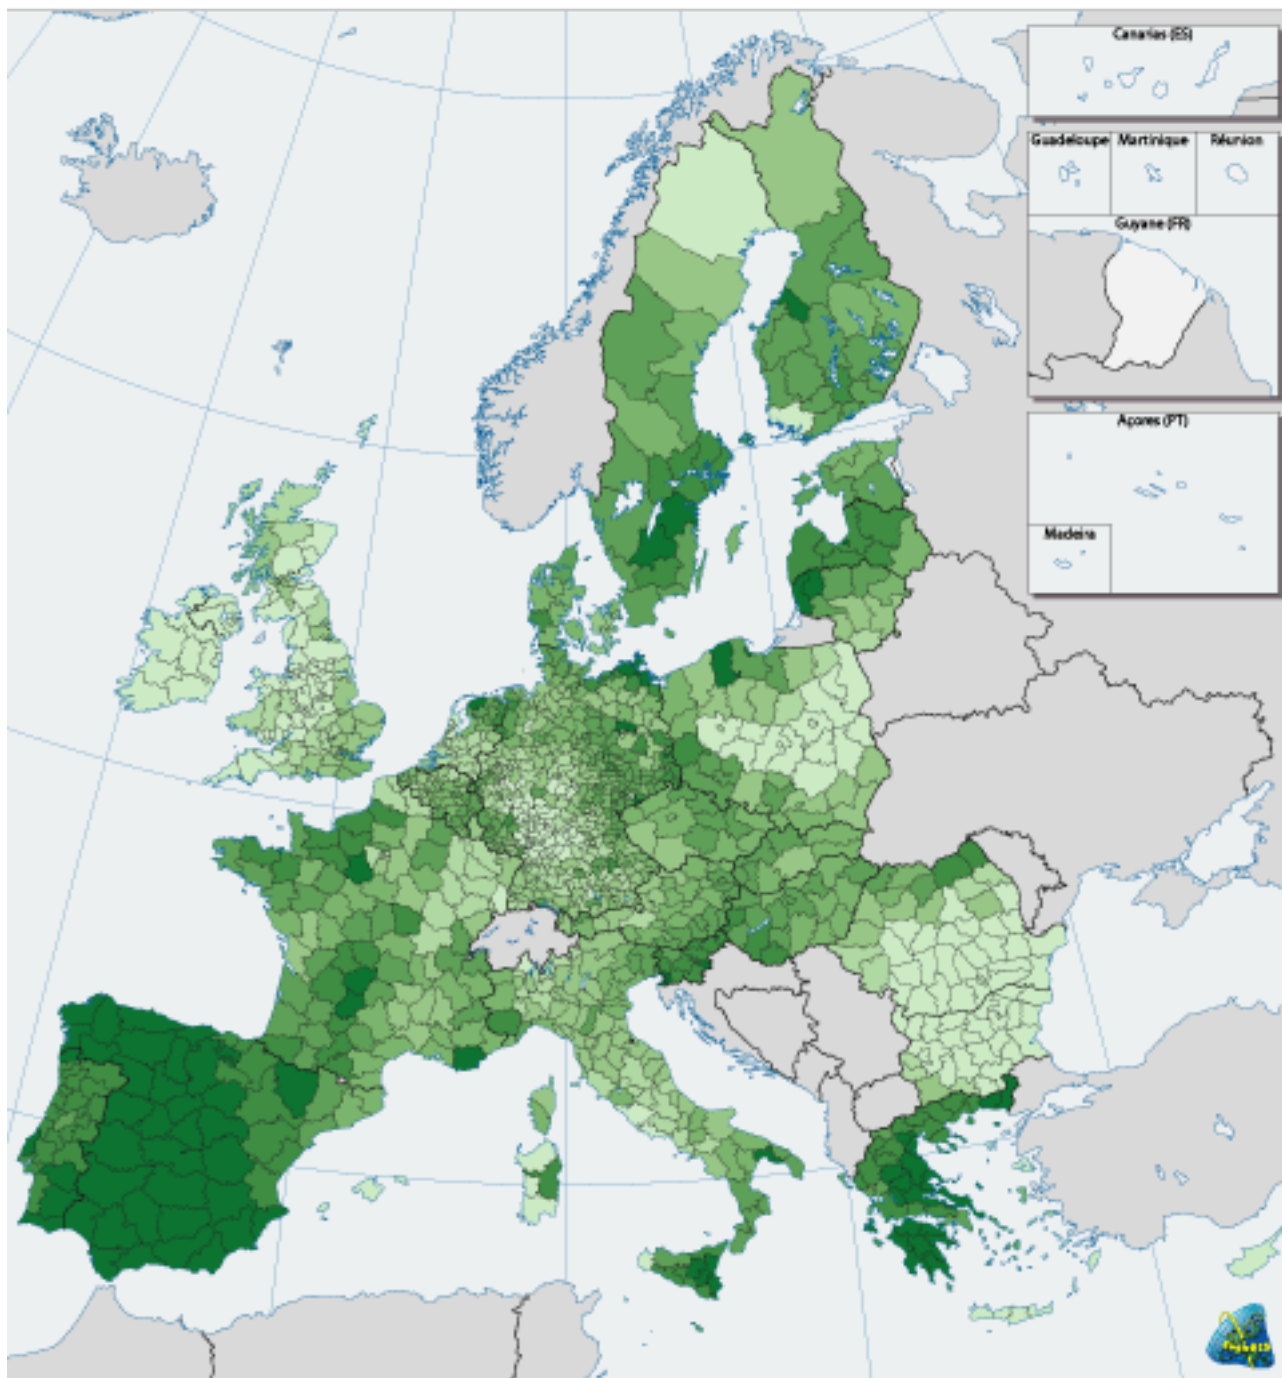 Canarias (ES)
Guadeloupe
Martinique
Réunion
Guyane (FR)
Açores (PT)
Madeira